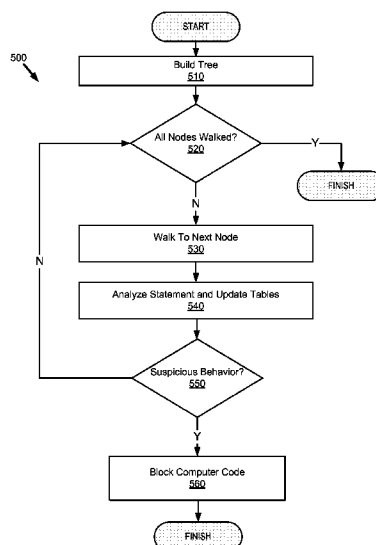 START
500
Build Tree
510
All Nodes Walked?
520
Y
FINISH
N
Walk To Next Node
530
N
Analyze Statement and Update Tables
540
Suspicious Behavior?
550
Y
Block Computer Code
560
FINISH